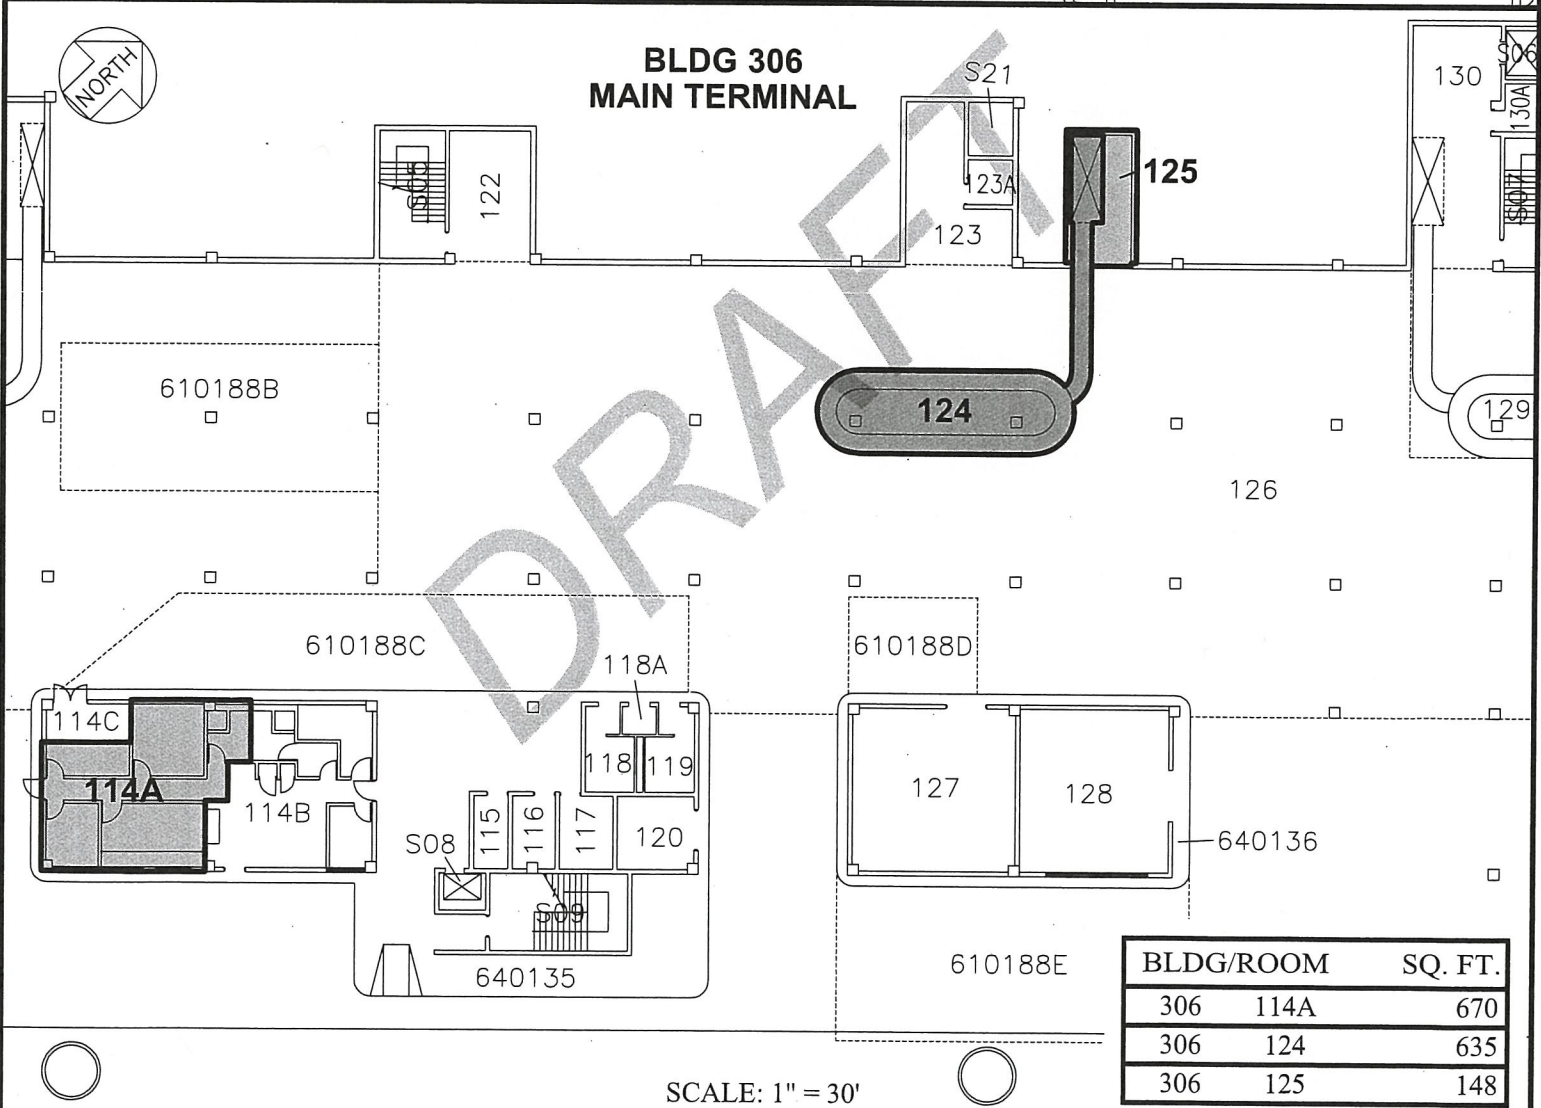 NORTH
BLDG 306
MAIN TERMINAL
S21
130
S06
130A
S05
122
123A
123
125
S07
610188B
124
129
126
DRAFT
610188C
118A
610188D
114C
114A
114B
118
119
115
116
117
120
127
128
S08
640136
S09
640135
610188E
BLDG/ROOM SQ. FT.
306 114A 670
306 124 635
306 125 148
SCALE: 1" = 30'